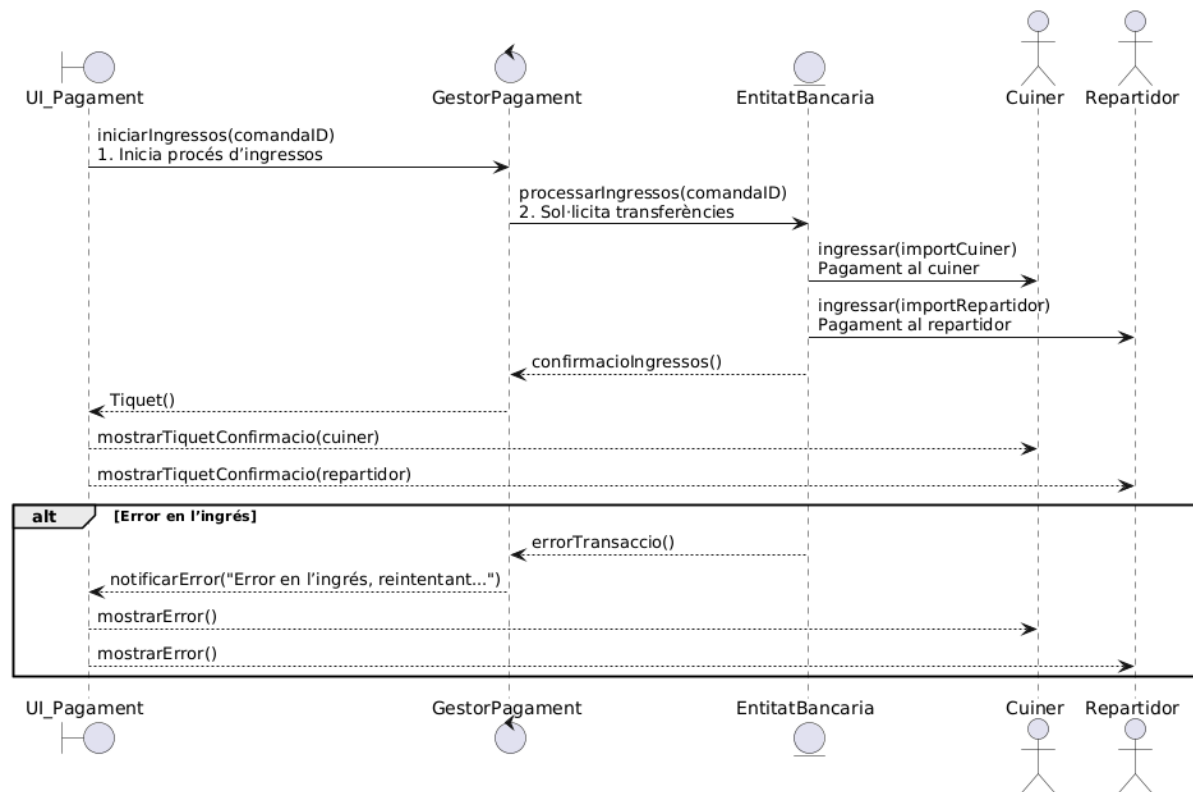 UI_Pagament
GestorPagament
EntitatBancaria
Cuiner
Repartidor
iniciarIngressos(comandaID)
1. Inicia procés d’ingressos
processarIngressos(comandaID)
2. Sol·licita transferències
ingressar(importCuiner)
Pagament al cuiner
ingressar(importRepartidor)
Pagament al repartidor
confirmacioIngressos()
Tiquet()
mostrarTiquetConfirmacio(cuiner)
mostrarTiquetConfirmacio(repartidor)
alt
[Error en l’ingrés]
errorTransaccio()
notificarError("Error en l’ingrés, reintentant...")
mostrarError()
mostrarError()
UI_Pagament
GestorPagament
EntitatBancaria
Cuiner
Repartidor